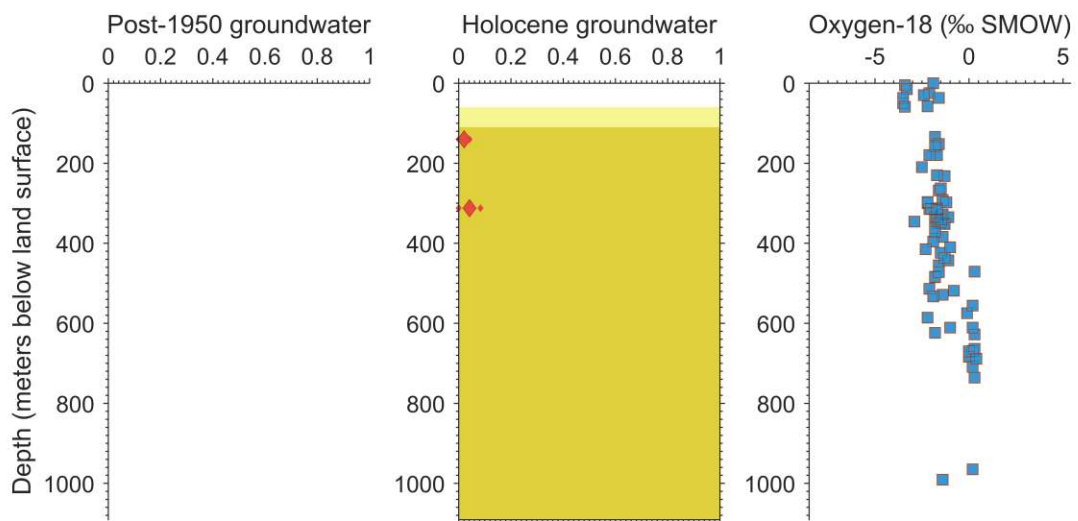 Post-1950 groundwater
0 0.2 0.4 0.6 0.8 1
Holocene groundwater
0 0.2 0.4 0.6 0.8 1
Oxygen-18 (‰ SMOW)
-5 0 5
Depth (meters below land surface)
0
200
400
600
800
1000
0
200
400
600
800
1000
0
200
400
600
800
1000